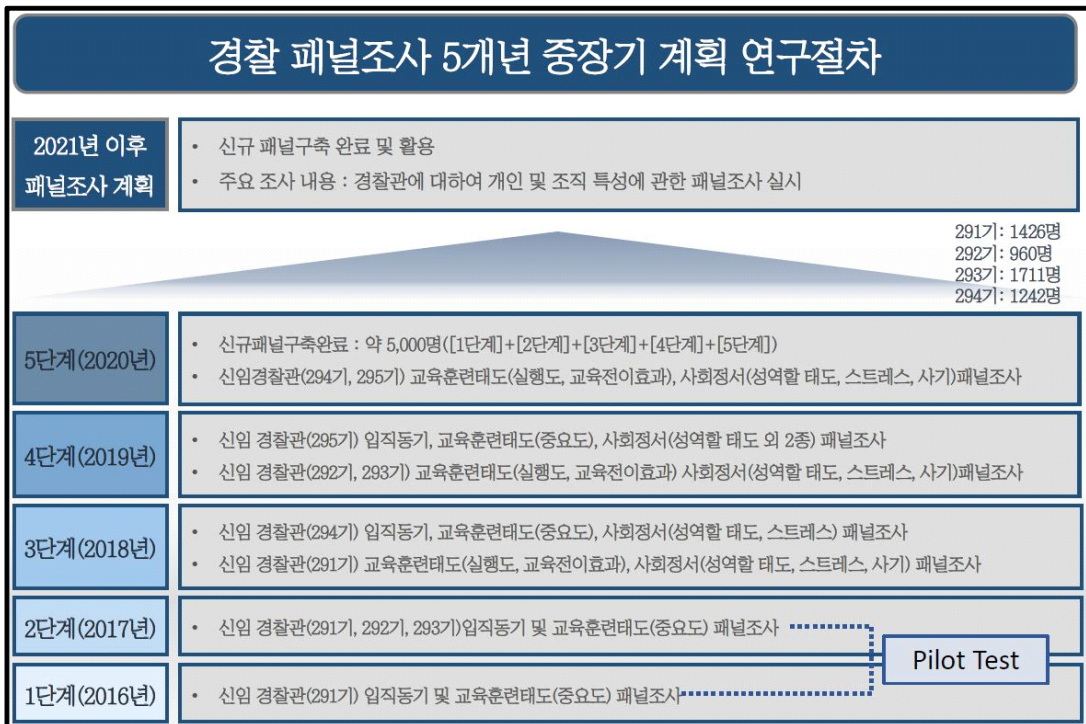 경찰 패널조사 5개년 중장기 계획 연구절차
2021년 이후
패널조사 계획
• 신규 패널구축 완료 및 활용
• 주요 조사 내용 : 경찰관에 대하여 개인 및 조직 특성에 관한 패널조사 실시
291기: 1426명
292기: 960명
293기: 1711명
294기: 1242명
5단계(2020년)
• 신규패널구축완료 : 약 5,000명([1단계]+[2단계]+[3단계]+[4단계]+[5단계])
• 신임경찰관(294기, 295기) 교육훈련태도(실행도, 교육전이효과), 사회정서(성역할 태도, 스트레스, 사기)패널조사
4단계(2019년)
• 신임 경찰관(295기) 입직동기, 교육훈련태도(중요도), 사회정서(성역할 태도 외 2종) 패널조사
• 신임 경찰관(292기, 293기) 교육훈련태도(실행도, 교육전이효과) 사회정서(성역할 태도, 스트레스, 사기)패널조사
3단계(2018년)
• 신임 경찰관(294기) 입직동기, 교육훈련태도(중요도), 사회정서(성역할 태도, 스트레스) 패널조사
• 신임 경찰관(291기) 교육훈련태도(실행도, 교육전이효과), 사회정서(성역할 태도, 스트레스, 사기) 패널조사
2단계(2017년)
• 신임 경찰관(291기, 292기, 293기)입직동기 및 교육훈련태도(중요도) 패널조사
Pilot Test
1단계(2016년)
• 신임 경찰관(291기) 입직동기 및 교육훈련태도(중요도) 패널조사